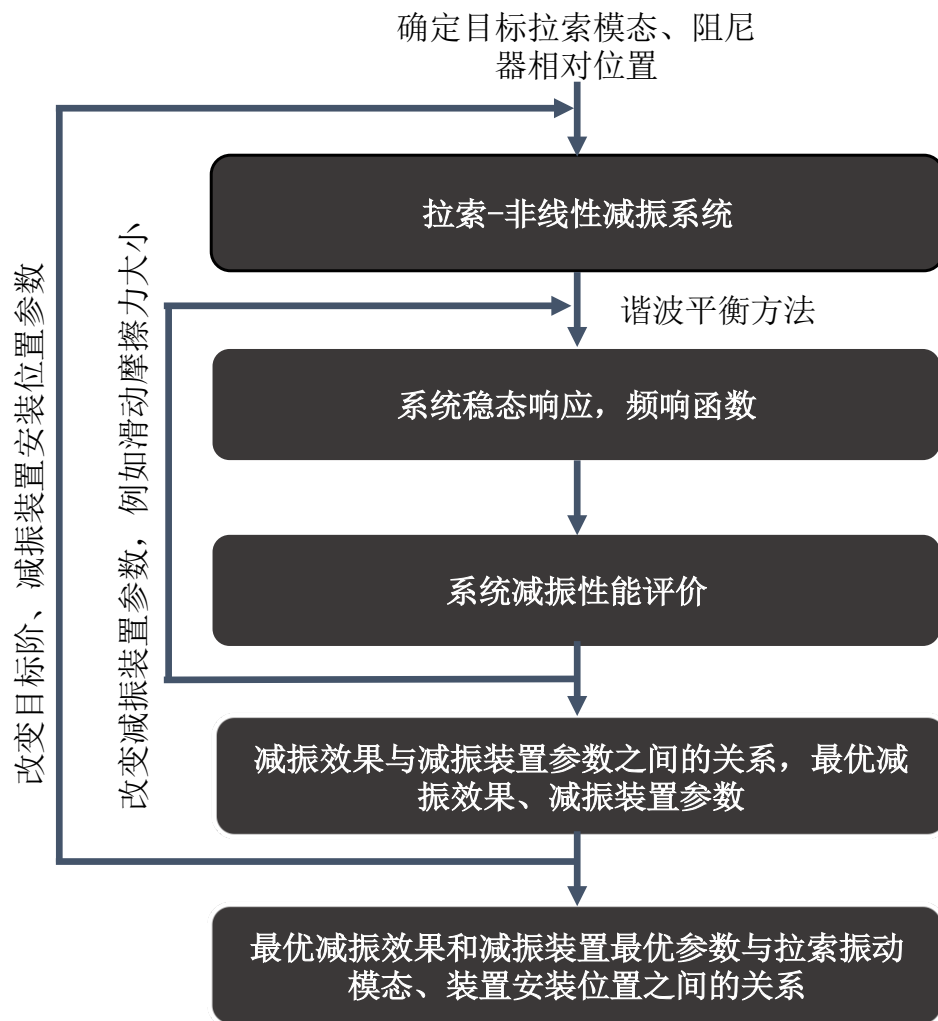 确定目标拉索模态、阻尼
器相对位置
拉索-非线性减振系统
谐波平衡方法
系统稳态响应，频响函数
系统减振性能评价
减振效果与减振装置参数之间的关系，最优减
振效果、减振装置参数
最优减振效果和减振装置最优参数与拉索振动
模态、装置安装位置之间的关系
改变减振装置参数，例如滑动摩擦力大小
改变目标阶、减振装置安装位置参数